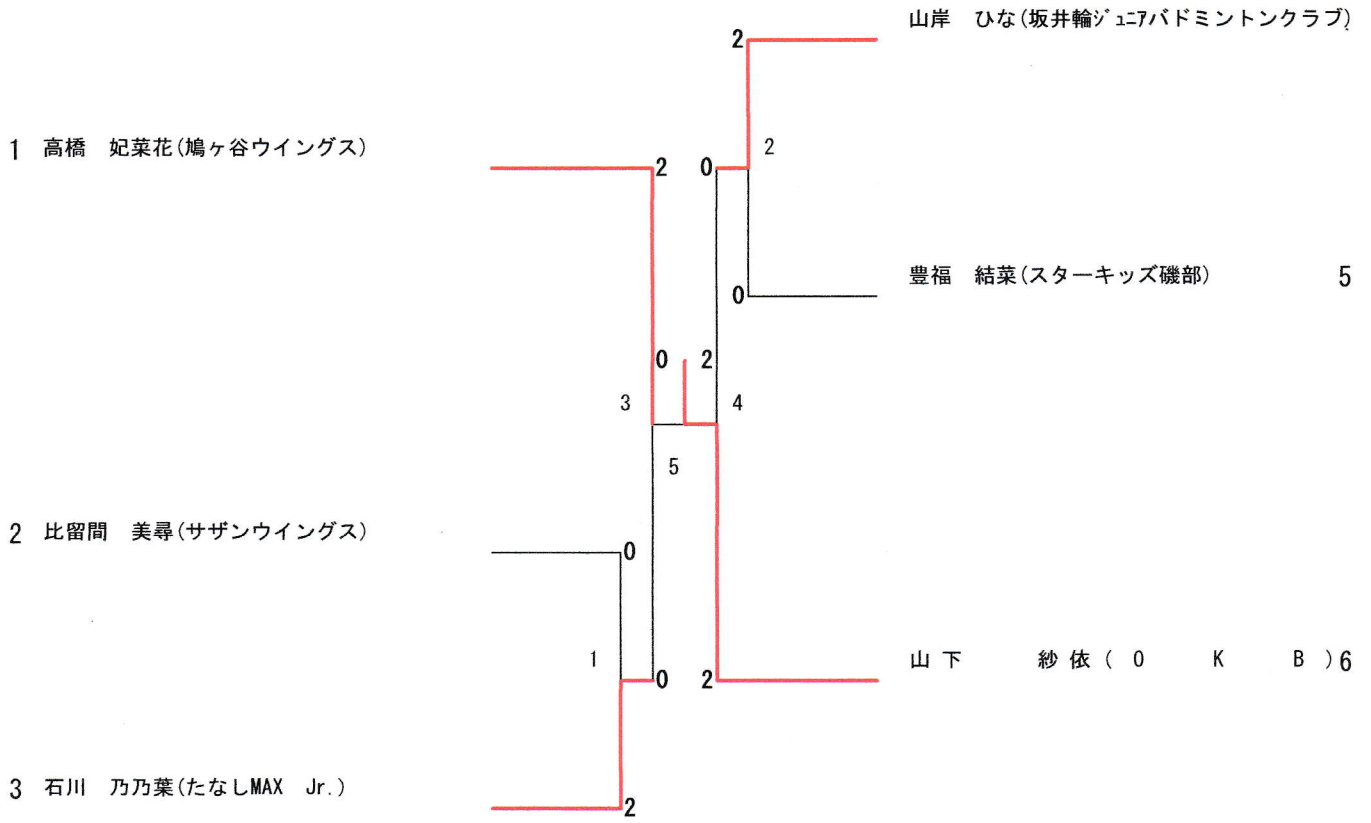 山岸　ひな(坂井輪ｼﾞｭﾆｱバドミントンクラブ)
2
1 高橋　妃菜花(鳩ヶ谷ウイングス)
2 0 2
豊福　結菜(スターキッズ磯部) 5
0
0 2
3 4
5
2 比留間　美尋(サザンウイングス)
0
1
山下　紗依(OKB)6
0 2
3 石川　乃乃葉(たなしMAX Jr.)
2